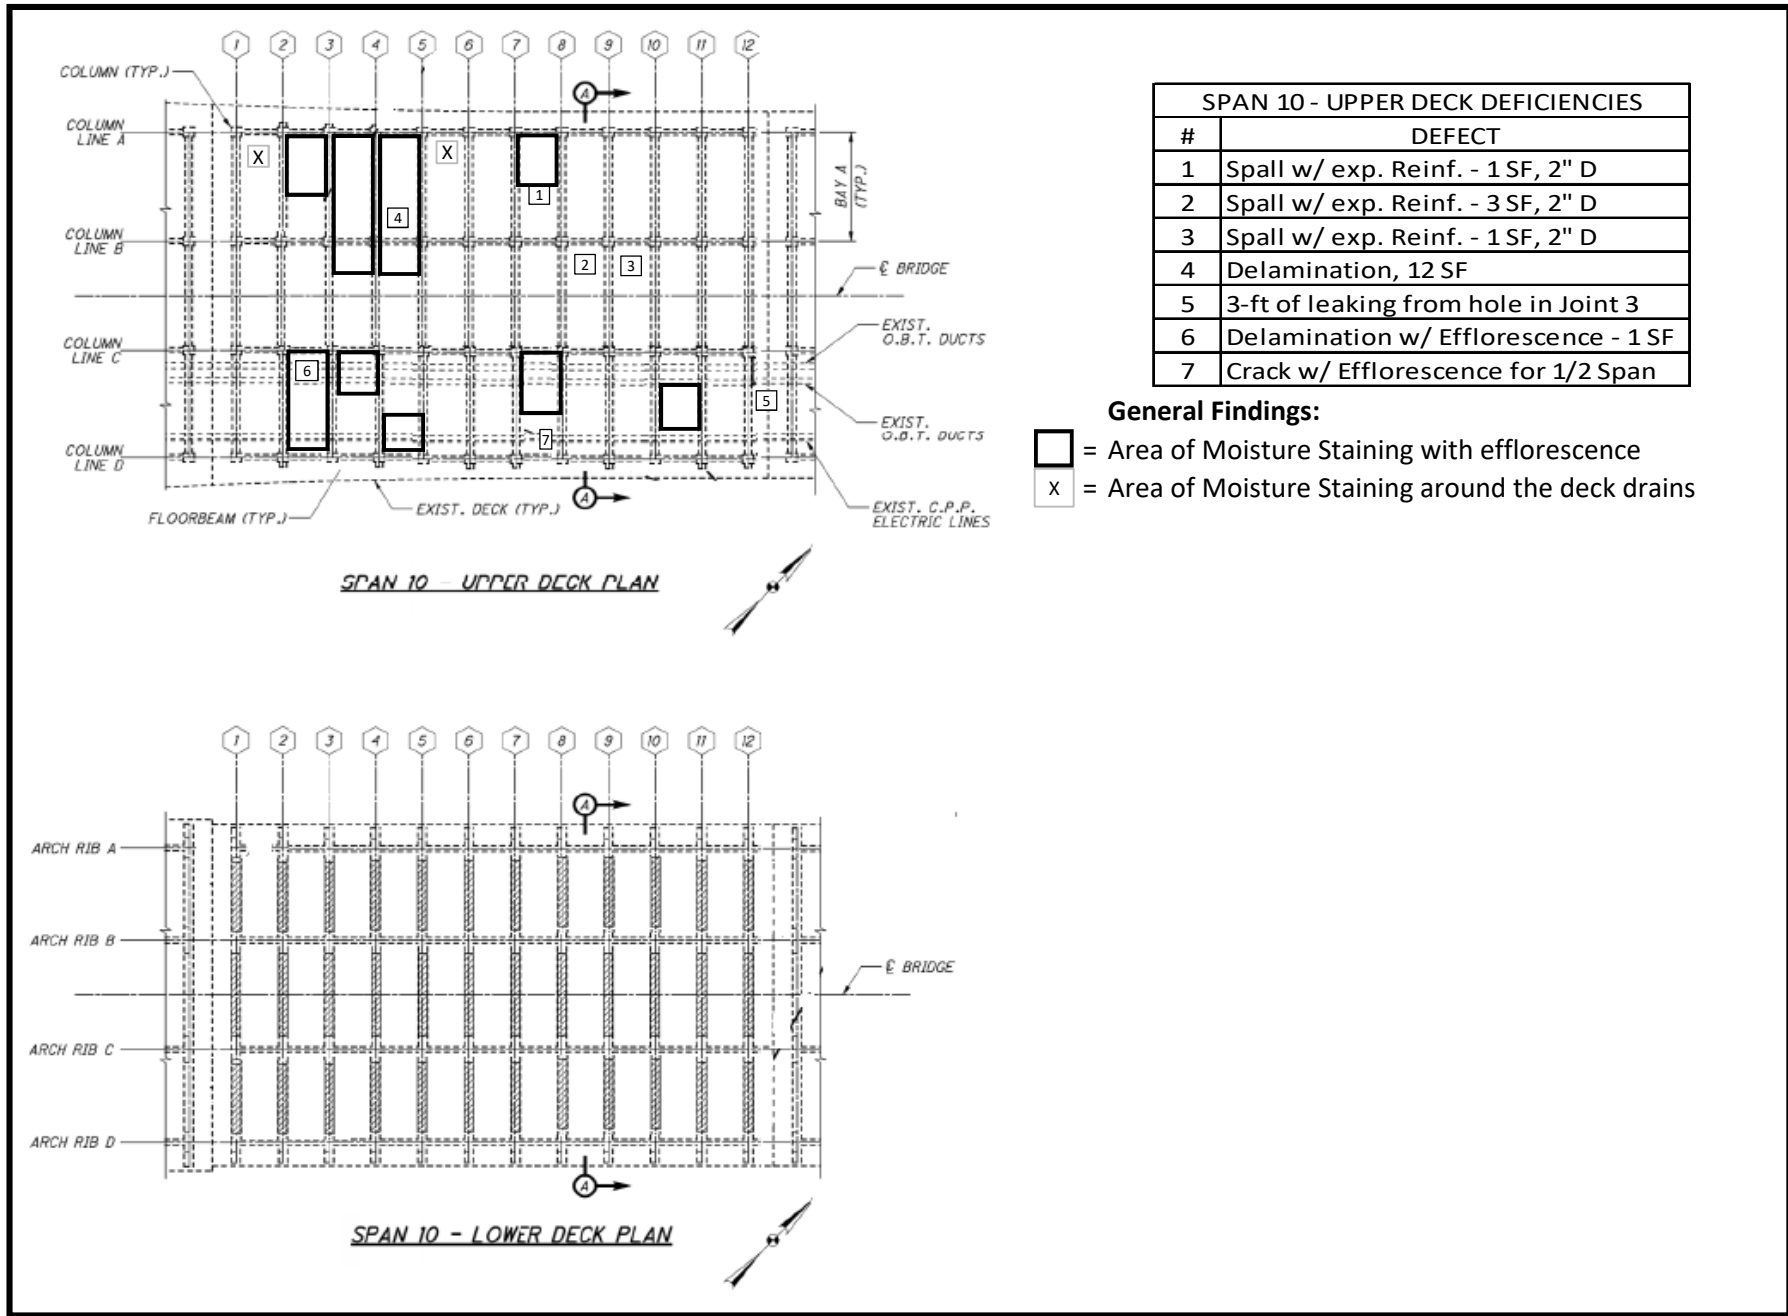 1 2 3 4 5 6 7 8 9 10 11 12
COLUMN (TYP.)
A
COLUMN
LINE A
X
X
1
BAY A
(TYP.)
4
COLUMN
LINE B
2
3
℄ BRIDGE
EXIST.
O.B.T. DUCTS
COLUMN
LINE C
6
5
EXIST.
O.B.T. DUCTS
7
COLUMN
LINE D
A
FLOORBEAM (TYP.)
EXIST. DECK (TYP.)
EXIST. C.P.P.
ELECTRIC LINES
SPAN 10 - UPPER DECK PLAN
SPAN 10 - UPPER DECK DEFICIENCIES
# DEFECT
1 Spall w/ exp. Reinf. - 1 SF, 2" D
2 Spall w/ exp. Reinf. - 3 SF, 2" D
3 Spall w/ exp. Reinf. - 1 SF, 2" D
4 Delamination, 12 SF
5 3-ft of leaking from hole in Joint 3
6 Delamination w/ Efflorescence - 1 SF
7 Crack w/ Efflorescence for 1/2 Span
General Findings:
= Area of Moisture Staining with efflorescence
X = Area of Moisture Staining around the deck drains
1 2 3 4 5 6 7 8 9 10 11 12
A
ARCH RIB A
ARCH RIB B
℄ BRIDGE
ARCH RIB C
ARCH RIB D
A
SPAN 10 - LOWER DECK PLAN